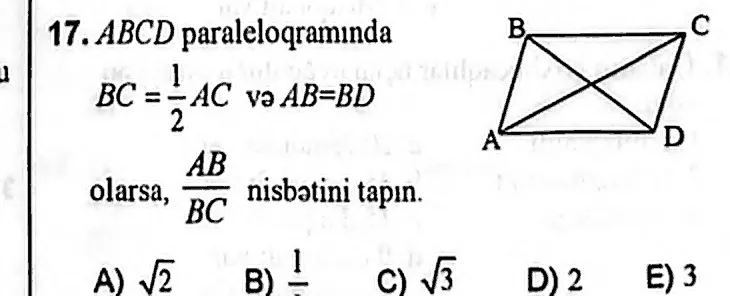 17. ABCD paraleloqramında
BC = 1/2 AC və AB=BD
olarsa, AB/BC nisbətini tapın.
A) √2 B) 1/ C) √3 D) 2 E) 3
B C
A D